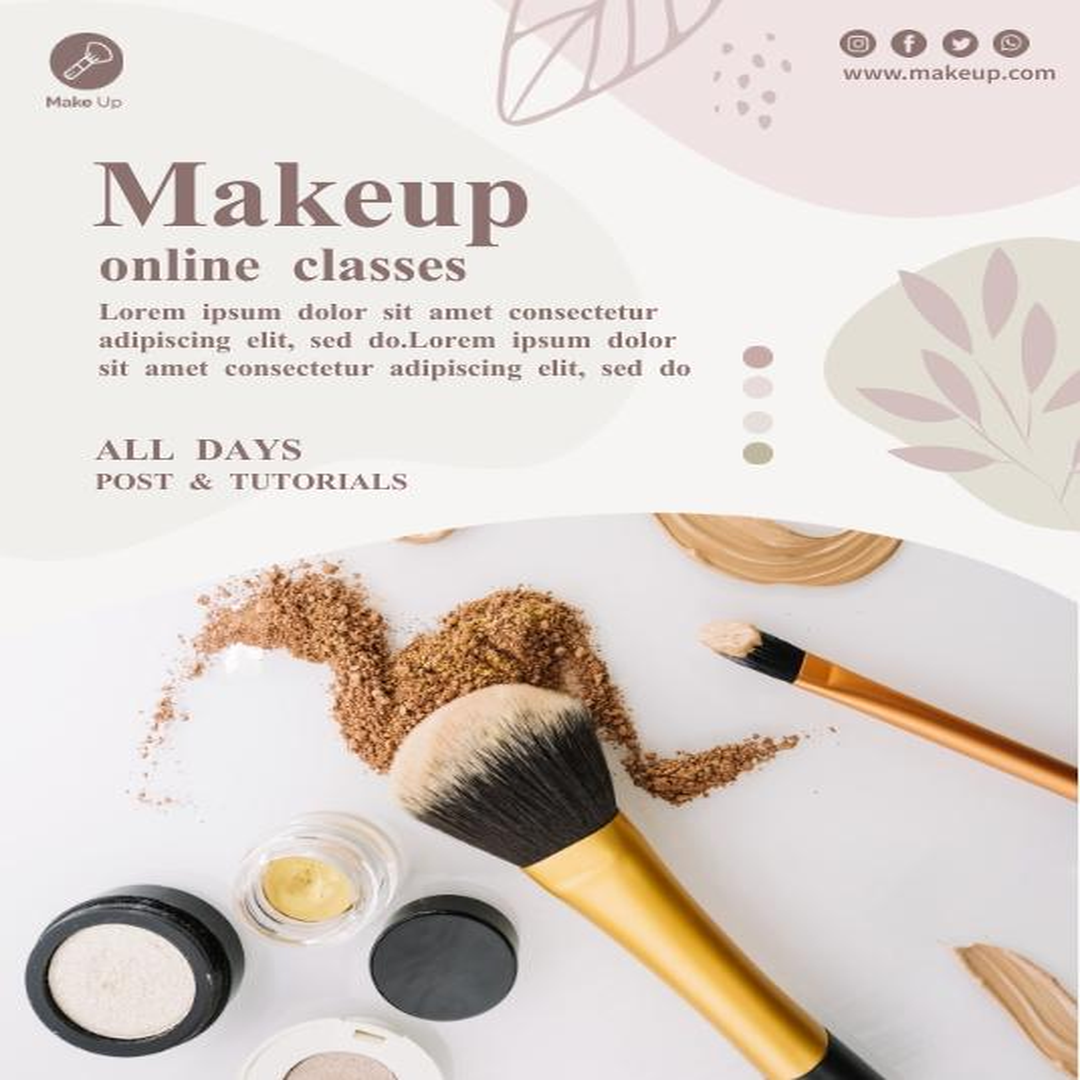 Make Up
www.makeup.com
Makeup
online classes
Lorem ipsum dolor sit amet consectetur
adipiscing elit, sed do.Lorem ipsum dolor
sit amet consectetur adipiscing elit, sed do
ALL DAYS
POST & TUTORIALS